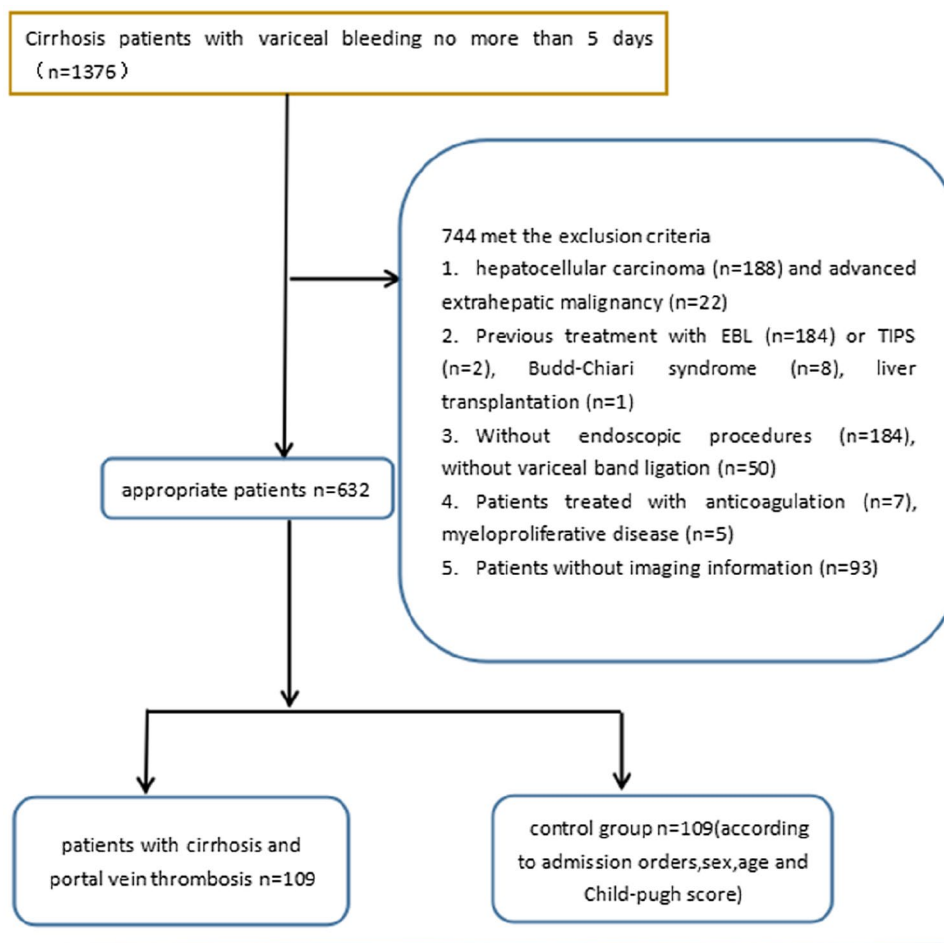 Cirrhosis patients with variceal bleeding no more than 5 days
（n=1376）
744 met the exclusion criteria
1. hepatocellular carcinoma (n=188) and advanced
extrahepatic malignancy (n=22)
2. Previous treatment with EBL (n=184) or TIPS
(n=2), Budd-Chiari syndrome (n=8), liver
transplantation (n=1)
3. Without endoscopic procedures (n=184),
without variceal band ligation (n=50)
4. Patients treated with anticoagulation (n=7),
myeloproliferative disease (n=5)
5. Patients without imaging information (n=93)
appropriate patients n=632
patients with cirrhosis and
portal vein thrombosis n=109
control group n=109(according
to admission orders,sex,age and
Child-pugh score)